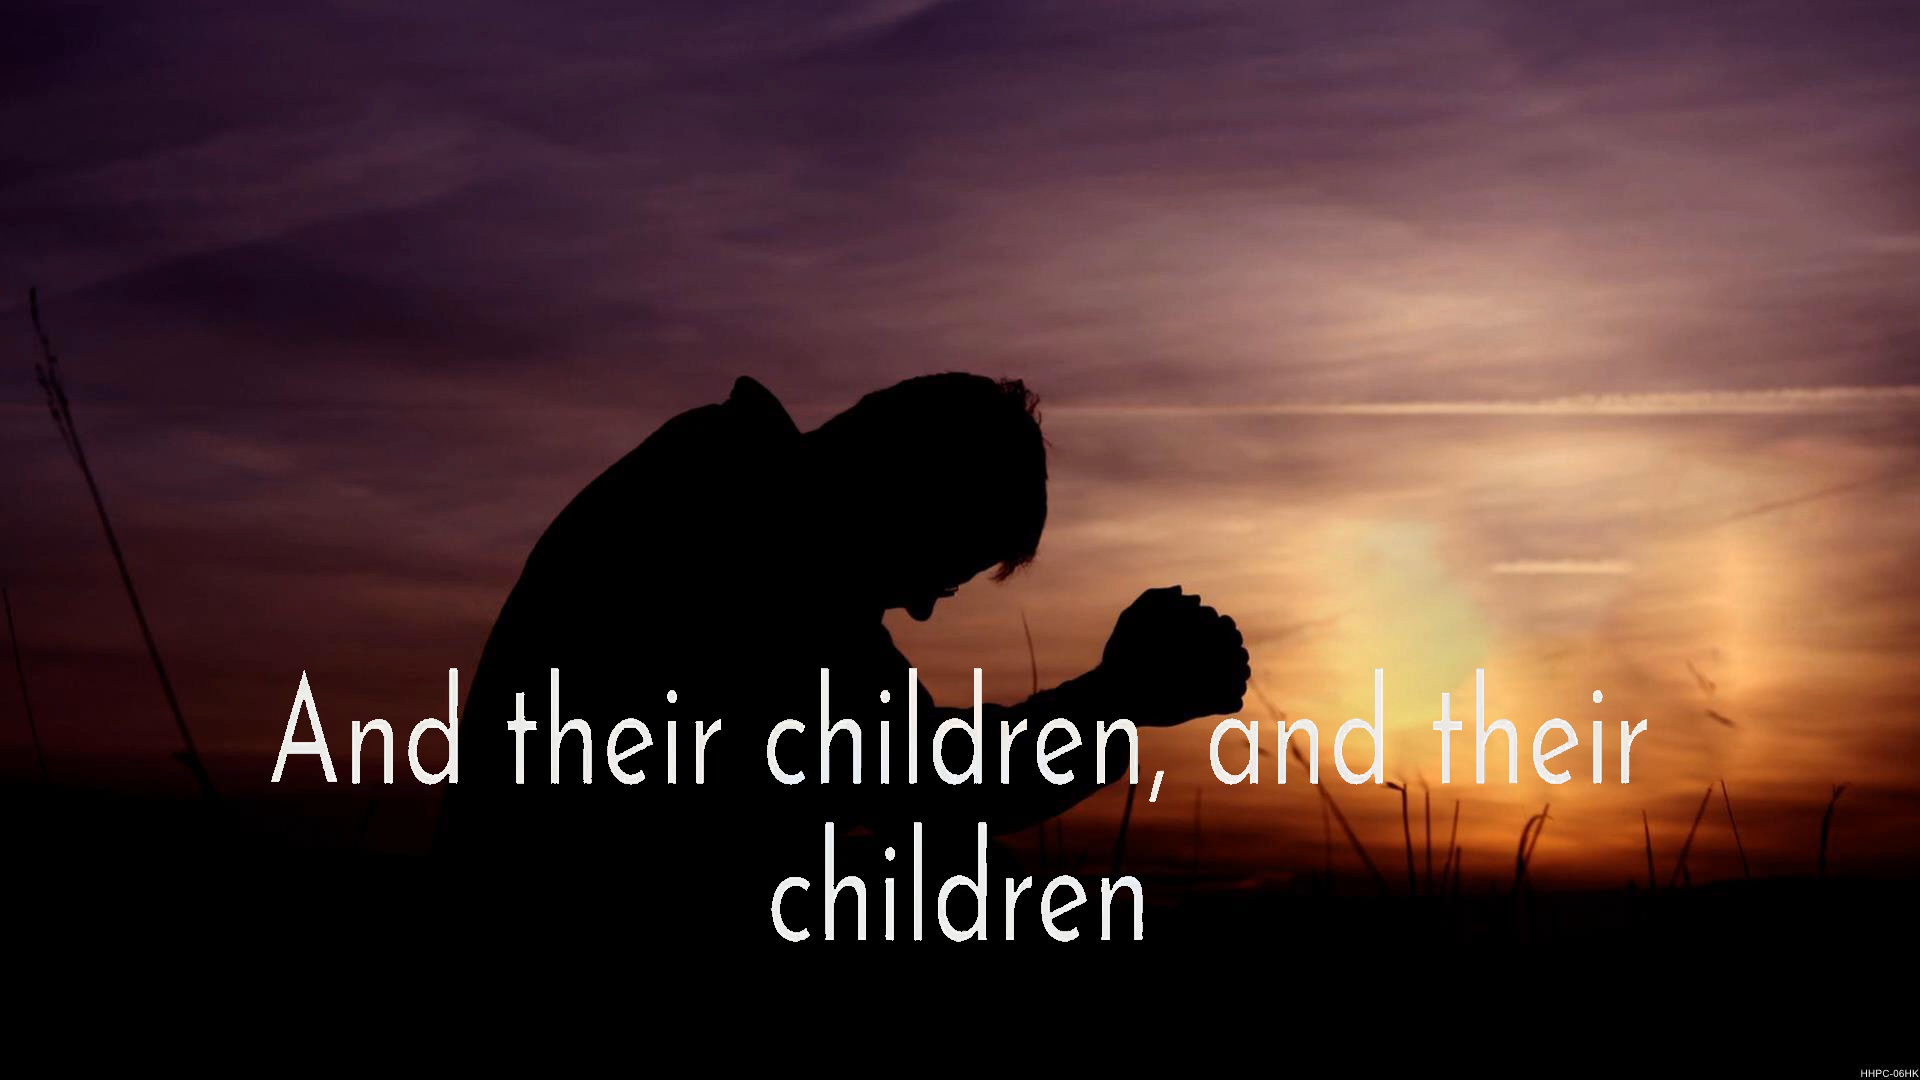 And their children, and their
children
HHPC-06HK